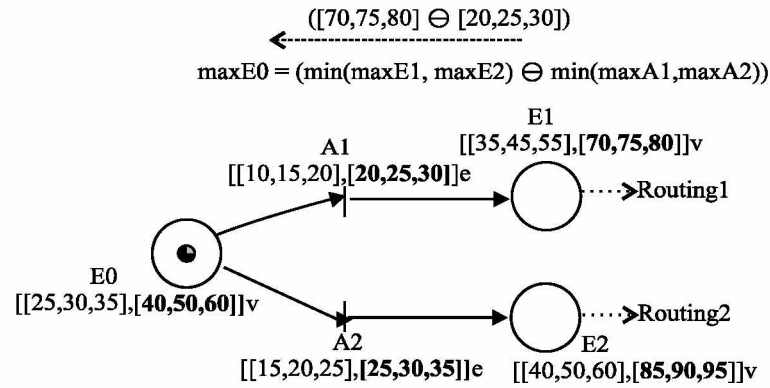 ([70,75,80] ⊖ [20,25,30])
maxE0 = (min(maxE1, maxE2) ⊖ min(maxA1,maxA2))
E1
[[35,45,55],[70,75,80]]v
A1
[[10,15,20],[20,25,30]]e
Routing1
E0
[[25,30,35],[40,50,60]]v
Routing2
A2
[[15,20,25],[25,30,35]]e
E2
[[40,50,60],[85,90,95]]v